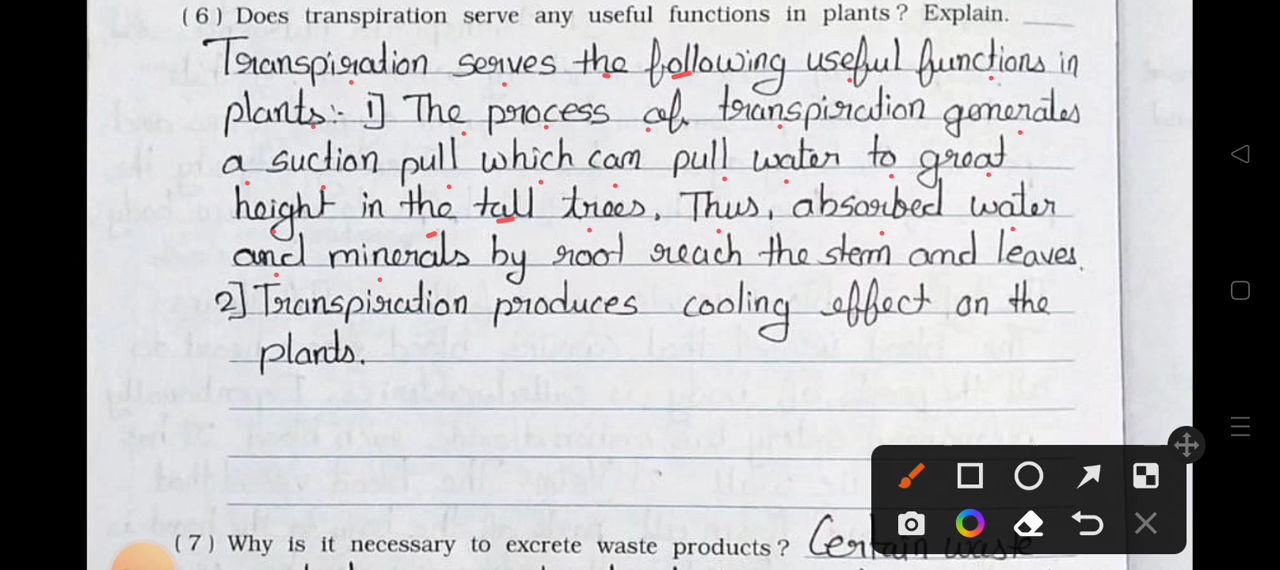 (6) Does transpiration serve any useful functions in plants? Explain.
Transpiration serves the following useful functions in
plants :- 1] The process of transpiration generates
a suction pull which can pull water to great
height in the tall trees. Thus, absorbed water
and minerals by root reach the stem and leaves.
2] Transpiration produces cooling effect on the
plants.
(7) Why is it necessary to excrete waste products? Certain waste